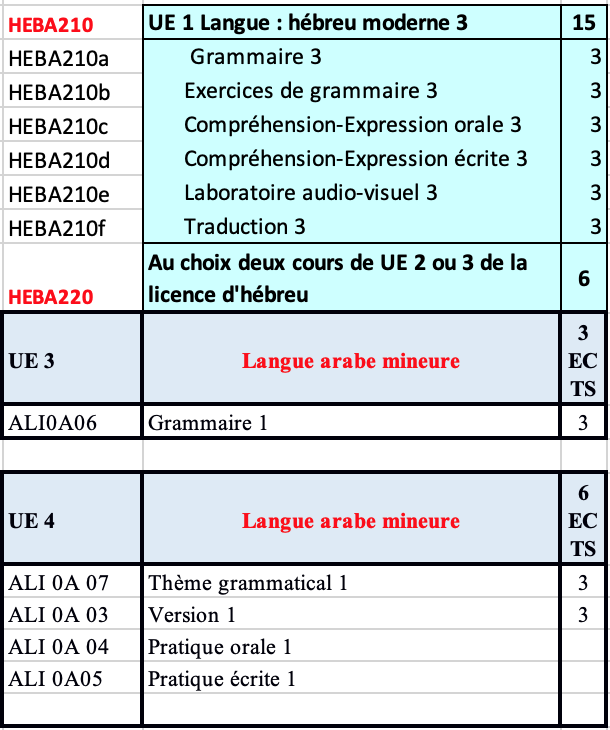 HEBA210 UE 1 Langue : hébreu moderne 3 15
HEBA210a Grammaire 3 3
HEBA210b Exercices de grammaire 3 3
HEBA210c Compréhension-Expression orale 3 3
HEBA210d Compréhension-Expression écrite 3 3
HEBA210e Laboratoire audio-visuel 3 3
HEBA210f Traduction 3 3
Au choix deux cours de UE 2 ou 3 de la
HEBA220 licence d'hébreu 6
3
UE 3 Langue arabe mineure EC
TS
ALI0A06 Grammaire 1 3
6
UE 4 Langue arabe mineure EC
TS
ALI 0A 07 Thème grammatical 1 3
ALI 0A 03 Version 1 3
ALI 0A 04 Pratique orale 1
ALI 0A05 Pratique écrite 1